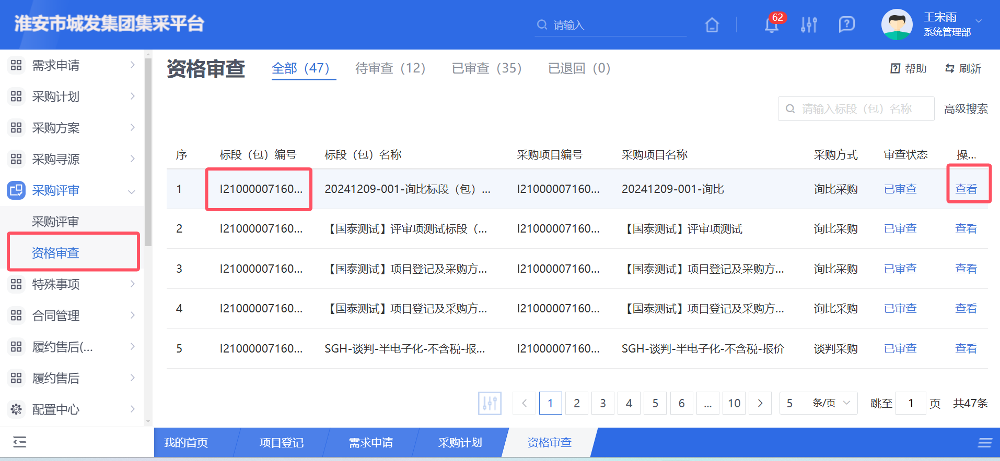 淮安市城发集团集采平台
请输入
62
王宋雨
系统管理部
需求申请
采购计划
采购方案
采购寻源
采购评审
采购评审
资格审查
特殊事项
合同管理
履约售后(...
履约售后
配置中心
资格审查
全部（47） 待审查（12） 已审查（35） 已退回（0）
帮助 刷新
请输入标段（包）名称 高级搜索
序 标段（包）编号 标段（包）名称 采购项目编号 采购项目名称 采购方式 审查状态 操...
1 I21000007160... 20241209-001-询比标段（包）... I21000007160... 20241209-001-询比 询比采购 已审查 查看
2 I21000007160... 【国泰测试】评审项测试标段（... I21000007160... 【国泰测试】评审项测试 询比采购 已审查 查看
3 I21000007160... 【国泰测试】项目登记及采购方... I21000007160... 【国泰测试】项目登记及采购方... 询比采购 已审查 查看
4 I21000007160... 【国泰测试】项目登记及采购方... I21000007160... 【国泰测试】项目登记及采购方... 询比采购 已审查 查看
5 I21000007160... SGH-谈判-半电子化-不含税-报... I21000007160... SGH-谈判-半电子化-不含税-报价 谈判采购 已审查 查看
1 2 3 4 5 6 ... 10 5 条/页 跳至 1 页 共47条
我的首页 项目登记 需求申请 采购计划 资格审查